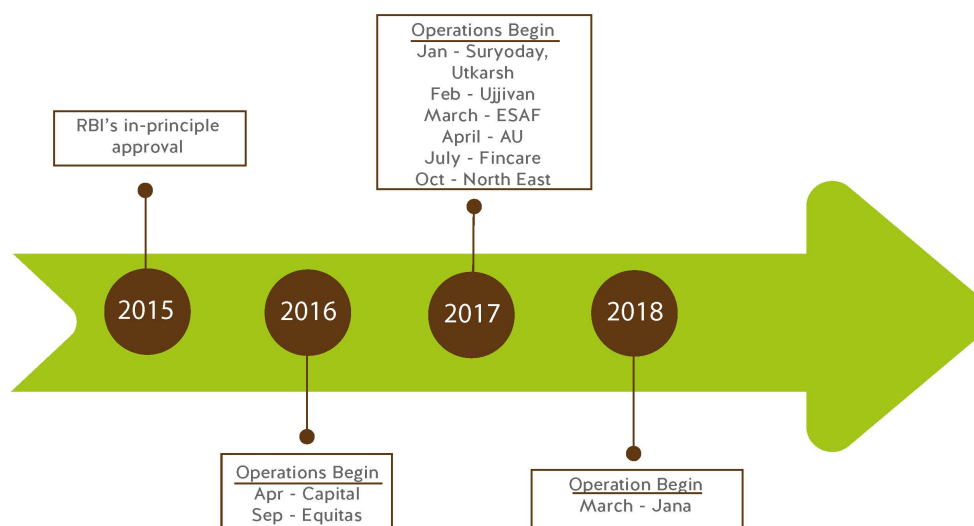 Operations Begin
Jan - Suryoday,
Utkarsh
Feb - Ujjivan
March - ESAF
April - AU
July - Fincare
Oct - North East
RBI's in-principle
approval
2015
2016
2017
2018
Operations Begin
Apr - Capital
Sep - Equitas
Operation Begin
March - Jana